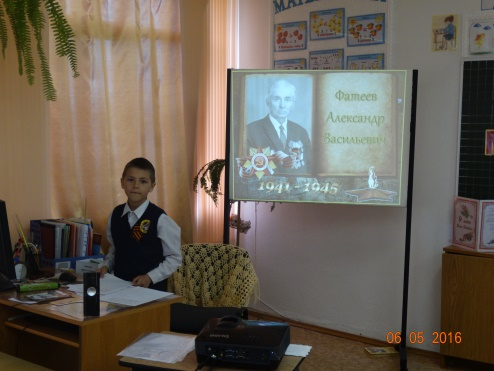 Фатеев
Александр
Васильевич
1941-1945
06 05 2016